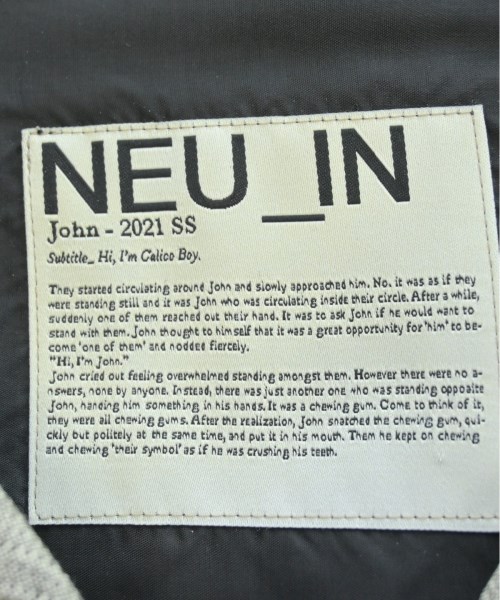 NEU_IN
John - 2021 SS
Subtitle_ Hi, I'm Calico Boy.
They started circulating around John and slowly approached him. No, it was as if they
were standing still and it was John who was circulating inside their circle. After a while,
suddenly one of them reached out their hand. It was to ask John if he would want to
stand with them. John thought to himself that it was a great opportunity for 'him' to be-
come 'one of them' and nodded fiercely.
"Hi, I'm John."
John cried out feeling overwhelmed standing amongst them. However there were no a-
nswers, none by anyone. Instead, there was just another one who was standing opposite
John, handing him something in his hands. It was a chewing gum. Come to think of it,
they were all chewing gums. After the realization, John snatched the chewing gum, qui-
ckly but politely at the same time, and put it in his mouth. Them he kept on chewing
and chewing 'their symbol' as if he was crushing his teeth.